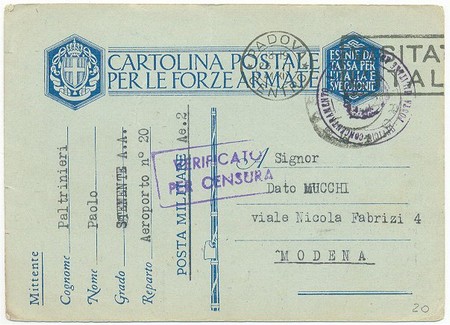 CARTOLINA POSTALE
PER LE FORZE ARMATE
ESENTE DA
TASSA PER
L'ITALIA E
SUE COLONIE
PADOVA
VERIFICATO
PER CENSURA
Mittente
Cognome Paltrinieri
Nome Paolo
Grado STENENTE A.A.
Reparto Aeroporto n° 20
POSTA MILITARE Ae.2
A Signor
Dato MUCCHI
viale Nicola Fabrizi 4
MODENA
20